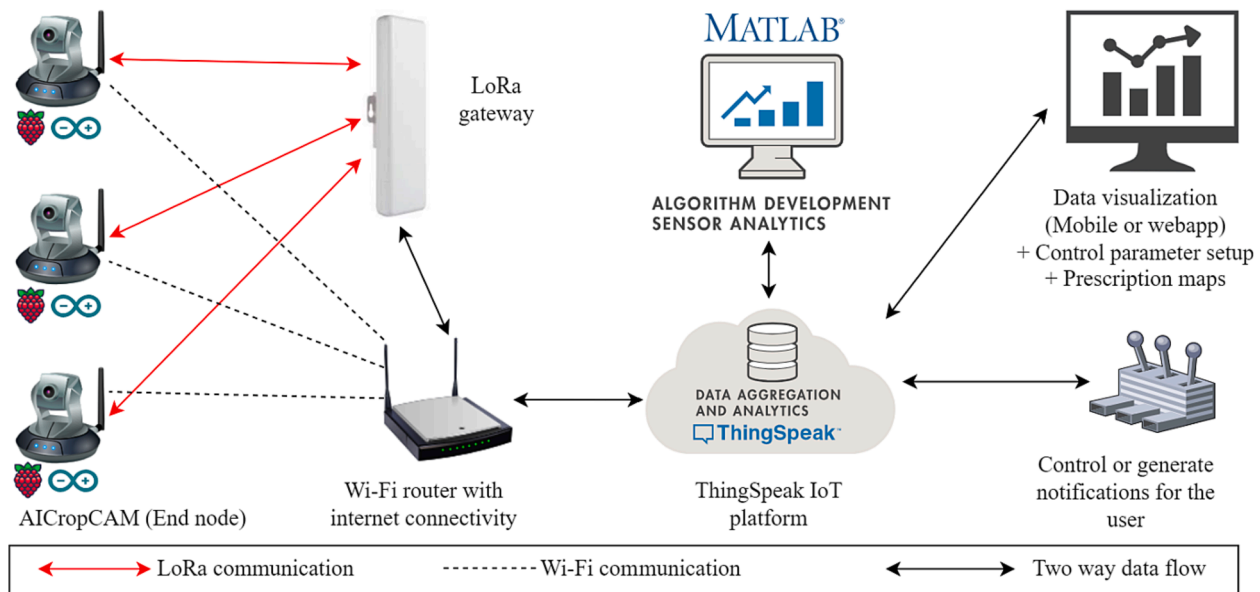 LoRa
gateway
MATLAB®
ALGORITHM DEVELOPMENT
SENSOR ANALYTICS
Data visualization
(Mobile or webapp)
+ Control parameter setup
+ Prescription maps
DATA AGGREGATION
AND ANALYTICS
ThingSpeak™
AICropCAM (End node)
Wi-Fi router with
internet connectivity
ThingSpeak IoT
platform
Control or generate
notifications for the
user
LoRa communication
Wi-Fi communication
Two way data flow